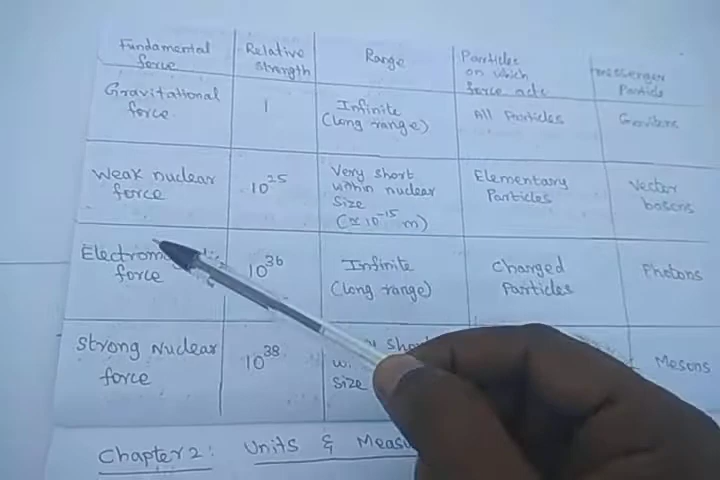 Fundamental force
Relative strength
Range
Particles on which force acts
messenger Particle
Gravitational force
1
Infinite (long range)
All Particles
Gravitons
Weak nuclear force
10^25
Very short within nuclear size (≃ 10^-15 m)
Elementary Particles
Vector bosons
force
10^36
Infinite (long range)
Charged Particles
Photons
Strong Nuclear force
10^38
size
Mesons
Chapter 2: Units &